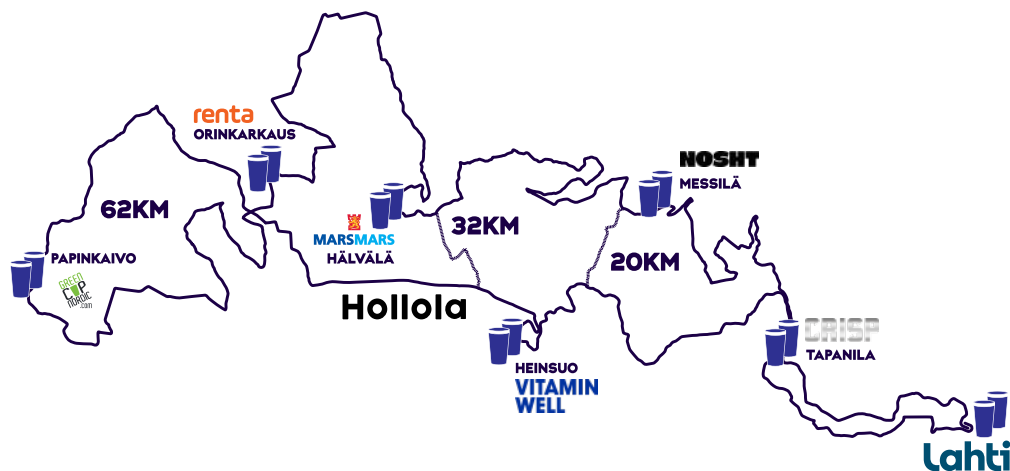 renta
ORINKARKAUS
NOSHT
MESSILÄ
62KM
32KM
MARSMARS
HÄLVÄLÄ
20KM
PAPINKAIVO
GREEN
CUP
NORDIC
.com
Hollola
CRISP
TAPANILA
HEINSUO
VITAMIN
WELL
Lahti